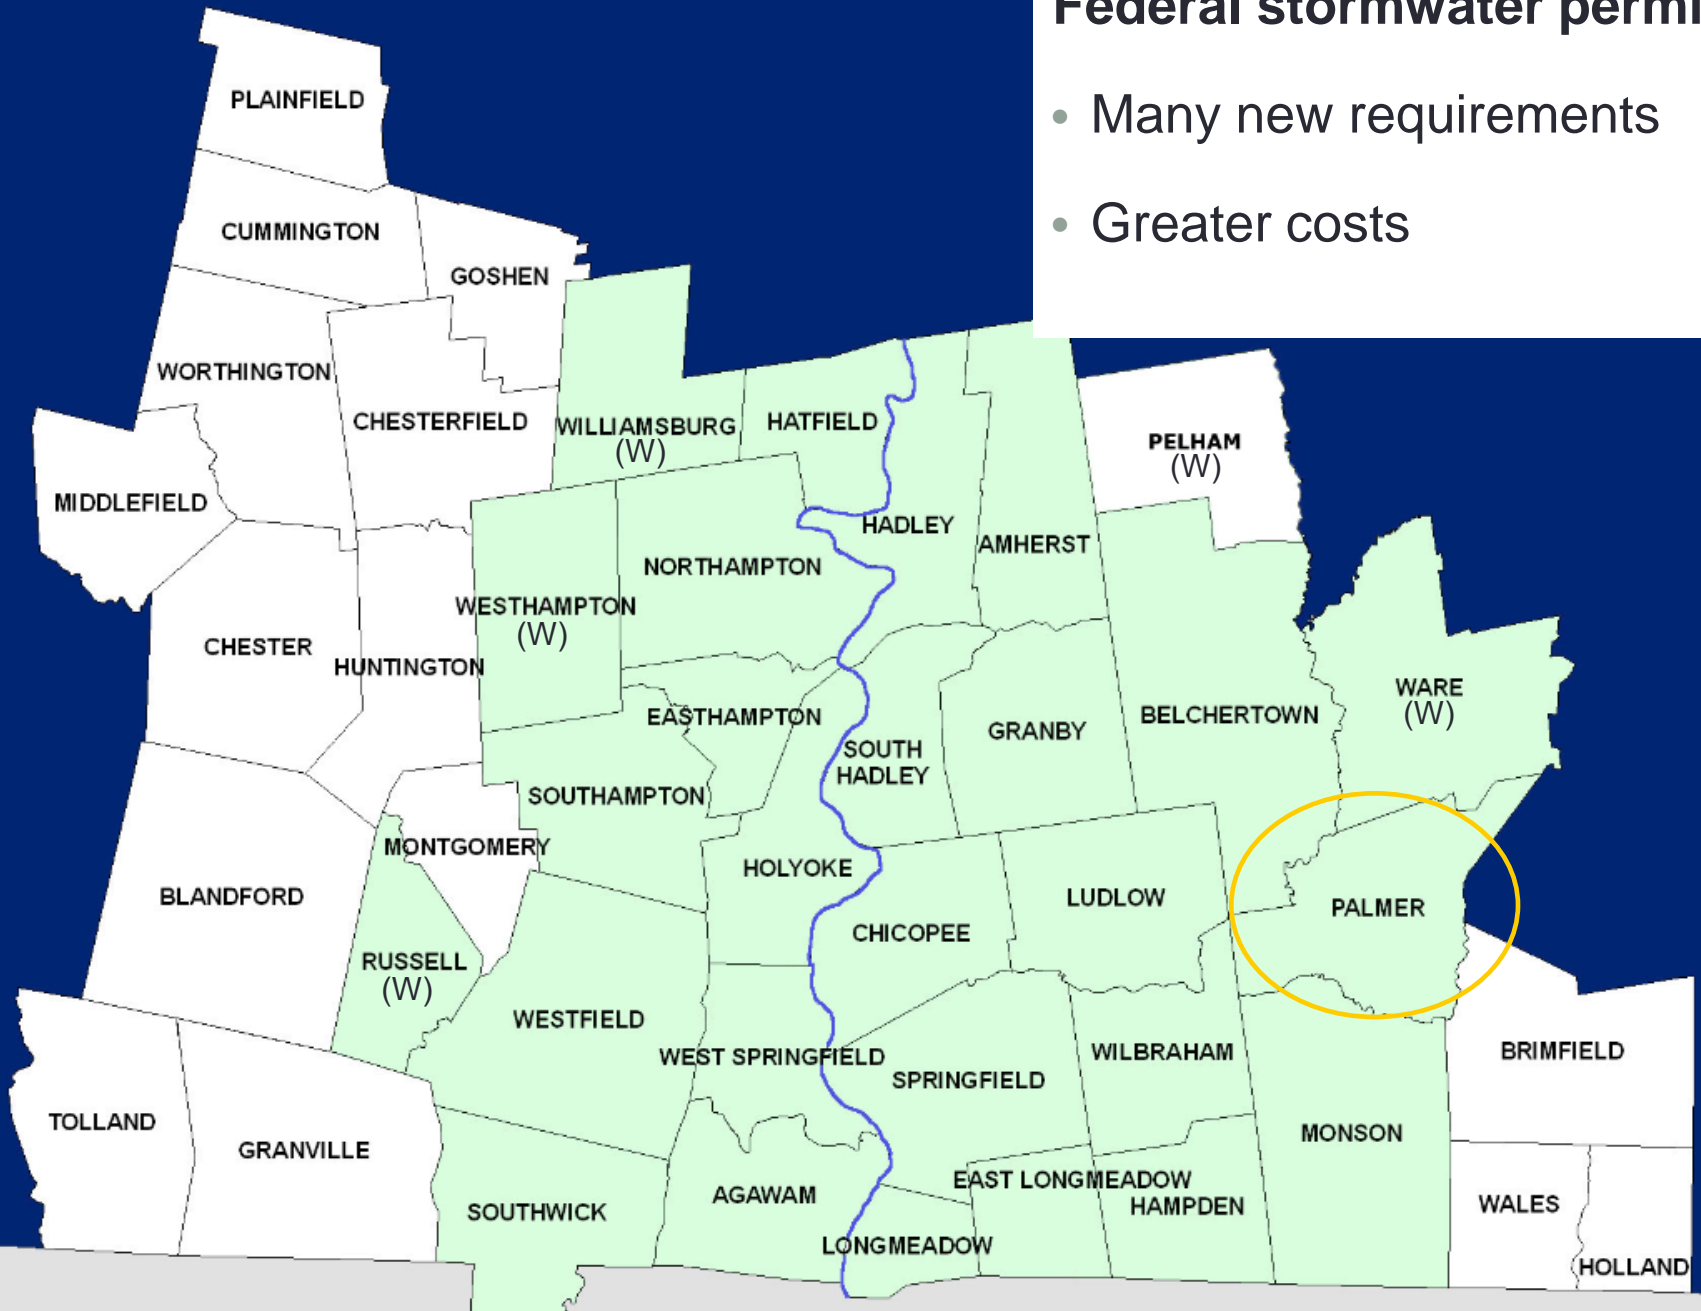 Federal stormwater permi
• Many new requirements
• Greater costs
PLAINFIELD
CUMMINGTON
GOSHEN
WORTHINGTON
CHESTERFIELD
WILLIAMSBURG
(W)
HATFIELD
PELHAM
(W)
MIDDLEFIELD
HADLEY
AMHERST
NORTHAMPTON
WESTHAMPTON
(W)
CHESTER
HUNTINGTON
EASTHAMPTON
SOUTH
HADLEY
GRANBY
BELCHERTOWN
WARE
(W)
SOUTHAMPTON
MONTGOMERY
HOLYOKE
BLANDFORD
LUDLOW
PALMER
CHICOPEE
RUSSELL
(W)
WESTFIELD
WEST SPRINGFIELD
SPRINGFIELD
WILBRAHAM
BRIMFIELD
TOLLAND
GRANVILLE
MONSON
AGAWAM
EAST LONGMEADOW
HAMPDEN
WALES
SOUTHWICK
LONGMEADOW
HOLLAND